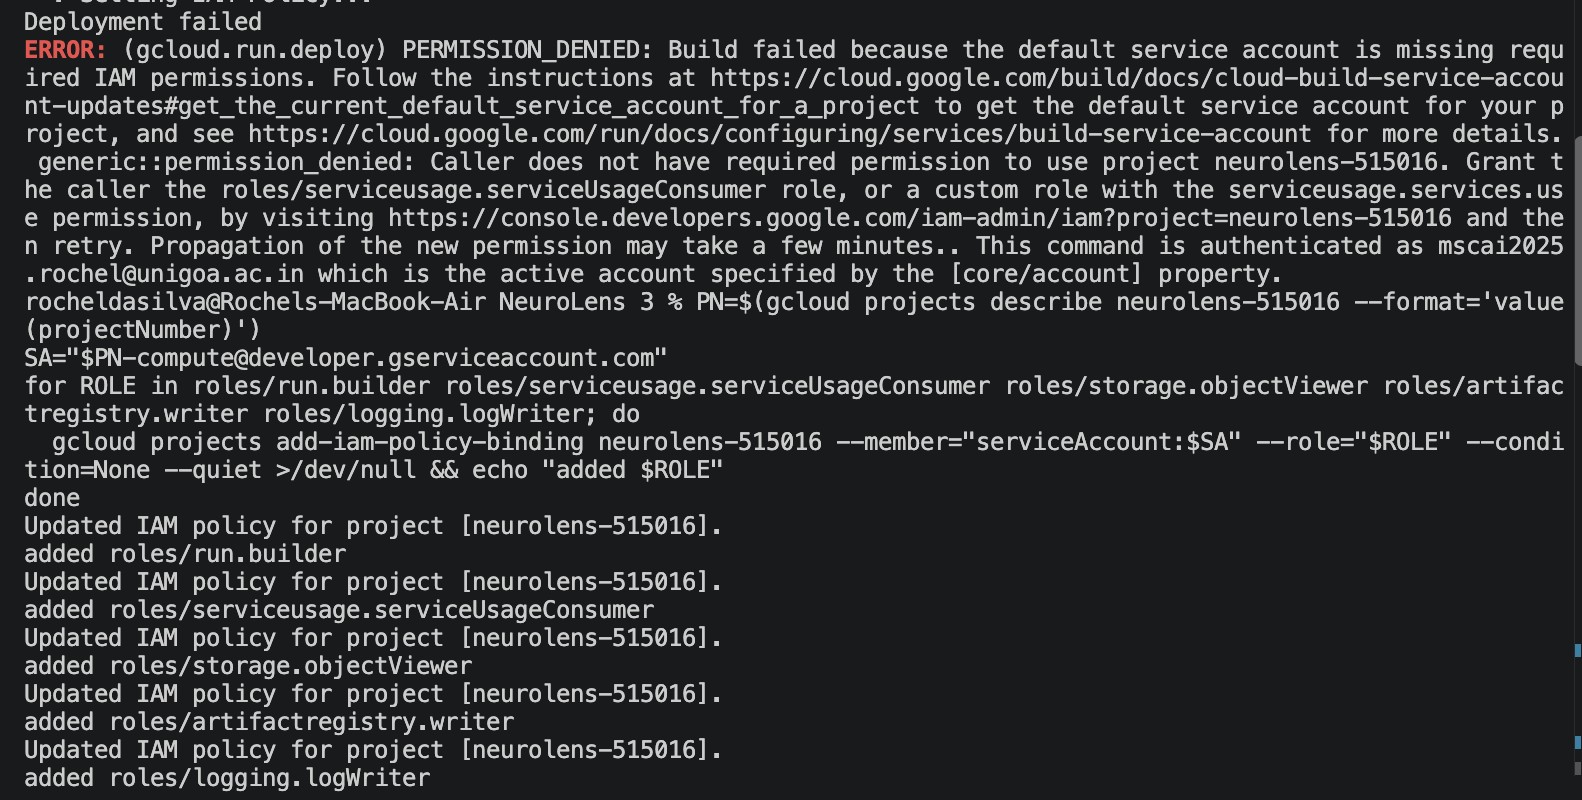 Deployment failed
ERROR: (gcloud.run.deploy) PERMISSION_DENIED: Build failed because the default service account is missing requ
ired IAM permissions. Follow the instructions at https://cloud.google.com/build/docs/cloud-build-service-accou
nt-updates#get_the_current_default_service_account_for_a_project to get the default service account for your p
roject, and see https://cloud.google.com/run/docs/configuring/services/build-service-account for more details.
 generic::permission_denied: Caller does not have required permission to use project neurolens-515016. Grant t
he caller the roles/serviceusage.serviceUsageConsumer role, or a custom role with the serviceusage.services.us
e permission, by visiting https://console.developers.google.com/iam-admin/iam?project=neurolens-515016 and the
n retry. Propagation of the new permission may take a few minutes.. This command is authenticated as mscai2025
.rochel@unigoa.ac.in which is the active account specified by the [core/account] property.
rocheldasilva@Rochels-MacBook-Air NeuroLens 3 % PN=$(gcloud projects describe neurolens-515016 --format='value
(projectNumber)')
SA="$PN-compute@developer.gserviceaccount.com"
for ROLE in roles/run.builder roles/serviceusage.serviceUsageConsumer roles/storage.objectViewer roles/artifac
tregistry.writer roles/logging.logWriter; do
  gcloud projects add-iam-policy-binding neurolens-515016 --member="serviceAccount:$SA" --role="$ROLE" --condi
tion=None --quiet >/dev/null && echo "added $ROLE"
done
Updated IAM policy for project [neurolens-515016].
added roles/run.builder
Updated IAM policy for project [neurolens-515016].
added roles/serviceusage.serviceUsageConsumer
Updated IAM policy for project [neurolens-515016].
added roles/storage.objectViewer
Updated IAM policy for project [neurolens-515016].
added roles/artifactregistry.writer
Updated IAM policy for project [neurolens-515016].
added roles/logging.logWriter